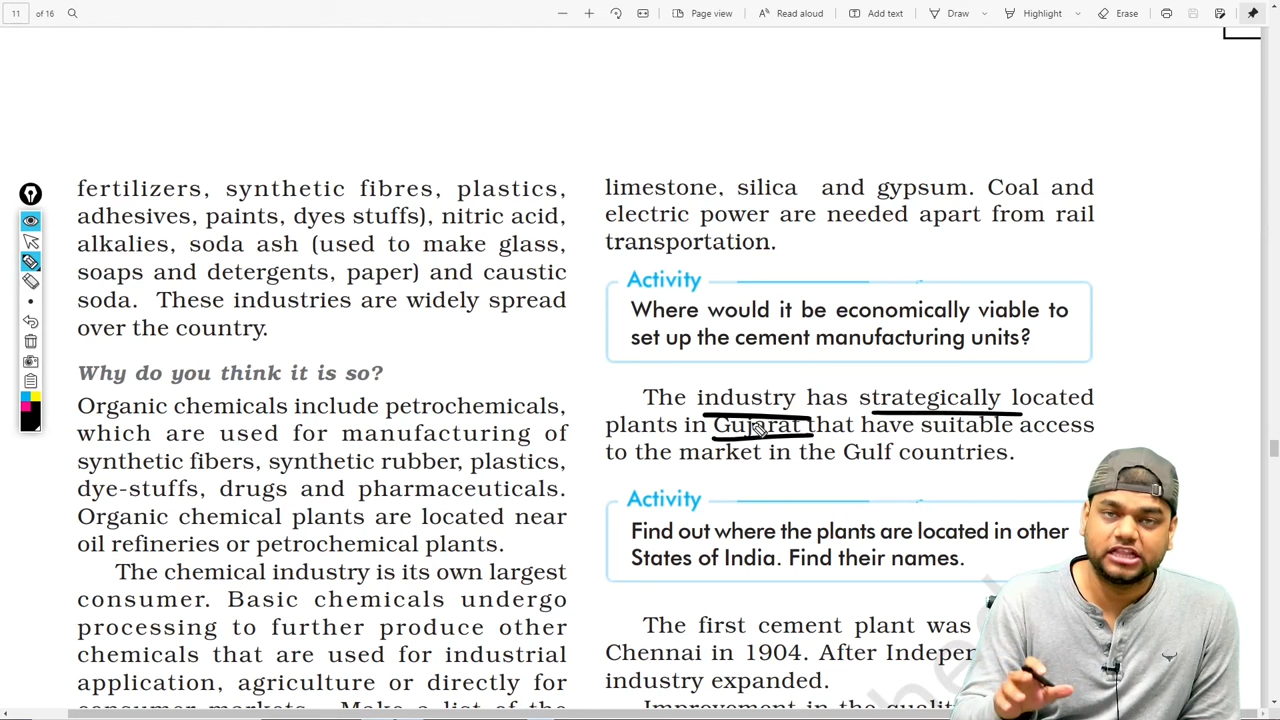 11 of 16 Page view Read aloud Add text Draw Highlight Erase
fertilizers, synthetic fibres, plastics,
adhesives, paints, dyes stuffs), nitric acid,
alkalies, soda ash (used to make glass,
soaps and detergents, paper) and caustic
soda. These industries are widely spread
over the country.
Why do you think it is so?
Organic chemicals include petrochemicals,
which are used for manufacturing of
synthetic fibers, synthetic rubber, plastics,
dye-stuffs, drugs and pharmaceuticals.
Organic chemical plants are located near
oil refineries or petrochemical plants.
The chemical industry is its own largest
consumer. Basic chemicals undergo
processing to further produce other
chemicals that are used for industrial
application, agriculture or directly for
consumer markets. Make a list of the
limestone, silica and gypsum. Coal and
electric power are needed apart from rail
transportation.
Activity
Where would it be economically viable to
set up the cement manufacturing units?
The industry has strategically located
plants in Gujarat that have suitable access
to the market in the Gulf countries.
Activity
Find out where the plants are located in other
States of India. Find their names.
The first cement plant was
Chennai in 1904. After
industry expanded.
Improvement in the